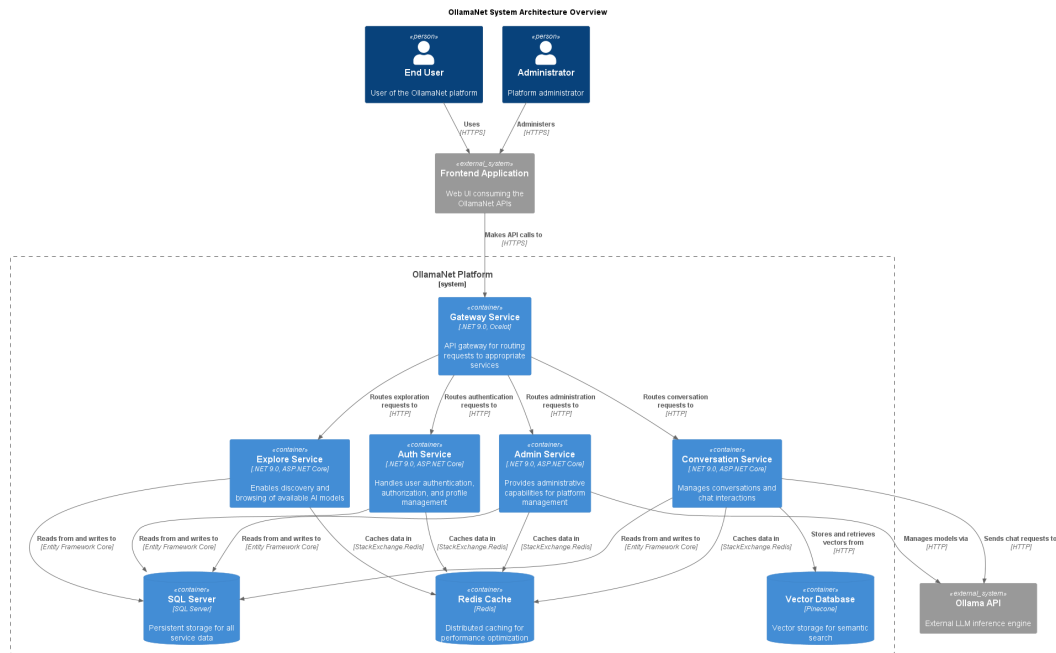 OllamaNet System Architecture Overview
«person»
End User
User of the OllamaNet platform
«person»
Administrator
Platform administrator
Uses
[HTTPS]
Administers
[HTTPS]
«external_system»
Frontend Application
Web UI consuming the
OllamaNet APIs
Makes API calls to
[HTTPS]
OllamaNet Platform
[system]
«container»
Gateway Service
[.NET 9.0, Ocelot]
API gateway for routing
requests to appropriate
services
Routes exploration
requests to
[HTTP]
Routes authentication
requests to
[HTTP]
Routes administration
requests to
[HTTP]
Routes conversation
requests to
[HTTP]
«container»
Explore Service
[.NET 9.0, ASP.NET Core]
Enables discovery and
browsing of available AI models
«container»
Auth Service
[.NET 9.0, ASP.NET Core]
Handles user authentication,
authorization, and profile
management
«container»
Admin Service
[.NET 9.0, ASP.NET Core]
Provides administrative
capabilities for platform
management
«container»
Conversation Service
[.NET 9.0, ASP.NET Core]
Manages conversations and
chat interactions
Reads from and writes to
[Entity Framework Core]
Reads from and writes to
[Entity Framework Core]
Reads from and writes to
[Entity Framework Core]
Caches data in
[StackExchange.Redis]
Caches data in
[StackExchange.Redis]
Caches data in
[StackExchange.Redis]
Reads from and writes to
[Entity Framework Core]
Caches data in
[StackExchange.Redis]
Stores and retrieves
vectors from
[HTTP]
Manages models via
[HTTP]
Sends chat requests to
[HTTP]
«container»
SQL Server
[SQL Server]
Persistent storage for all
service data
«container»
Redis Cache
[Redis]
Distributed caching for
performance optimization
«container»
Vector Database
[Pinecone]
Vector storage for semantic
search
«external_system»
Ollama API
External LLM inference engine